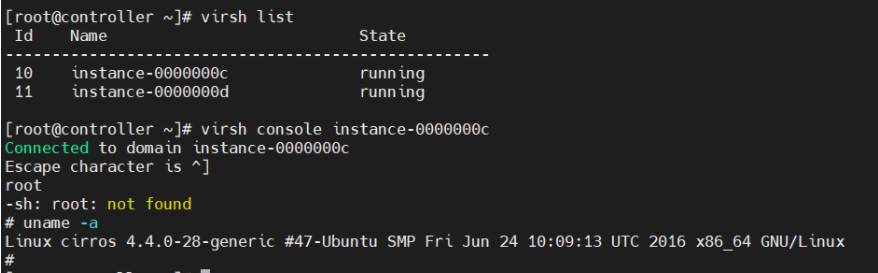 [root@controller ~]# virsh list
Id Name State
----------------------------------------------------
10 instance-0000000c running
11 instance-0000000d running
[root@controller ~]# virsh console instance-0000000c
Connected to domain instance-0000000c
Escape character is ^]
root
-sh: root: not found
# uname -a
Linux cirros 4.4.0-28-generic #47-Ubuntu SMP Fri Jun 24 10:09:13 UTC 2016 x86_64 GNU/Linux
#